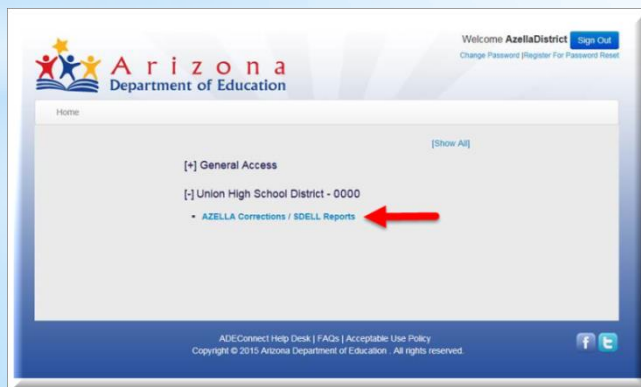 Welcome AzellaDistrict Sign Out
Change Password |Register For Password Reset
Arizona
Department of Education
Home
[Show All]
[+] General Access
[-] Union High School District - 0000
• AZELLA Corrections / SDELL Reports
ADEConnect Help Desk | FAQs | Acceptable Use Policy
Copyright © 2015 Arizona Department of Education . All rights reserved.